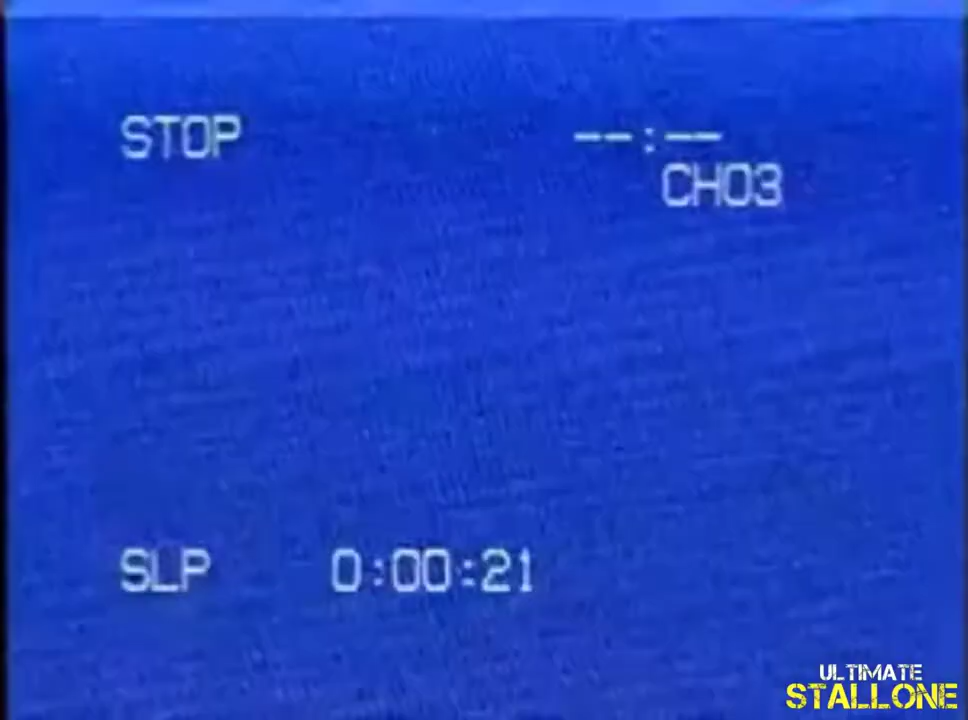 STOP --:--
CH03
SLP 0:00:21
ULTIMATE
STALLONE